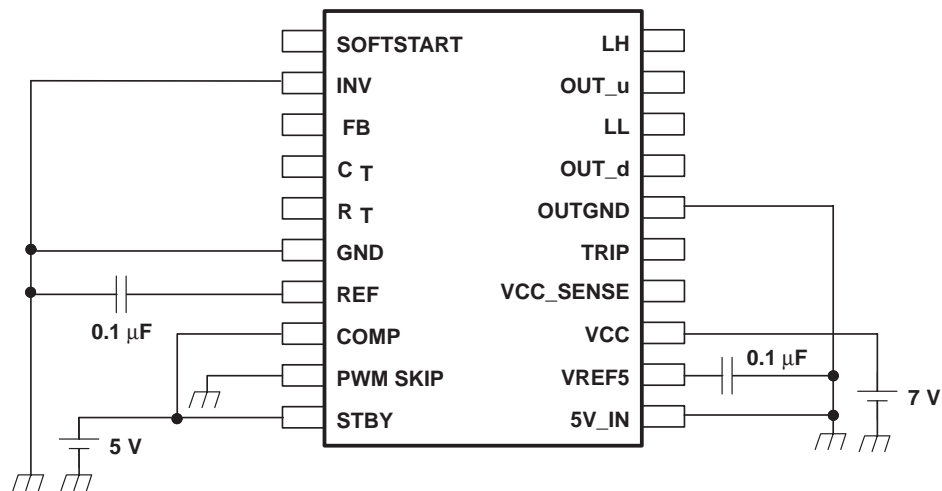 SOFTSTART
LH
INV
OUT_u
FB
LL
C T
OUT_d
R T
OUTGND
GND
TRIP
REF
VCC_SENSE
0.1 μF
COMP
VCC
0.1 μF
PWM SKIP
VREF5
7 V
STBY
5V_IN
5 V